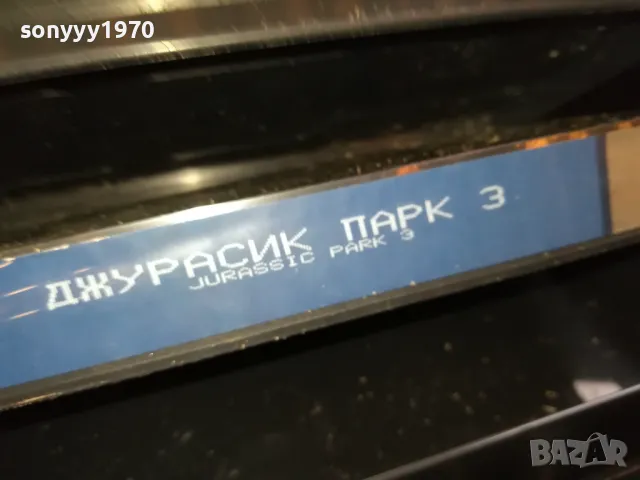 sonyyy1970
ДЖУРАСИК ПАРК 3
JURASSIC PARK 3
BAZAR